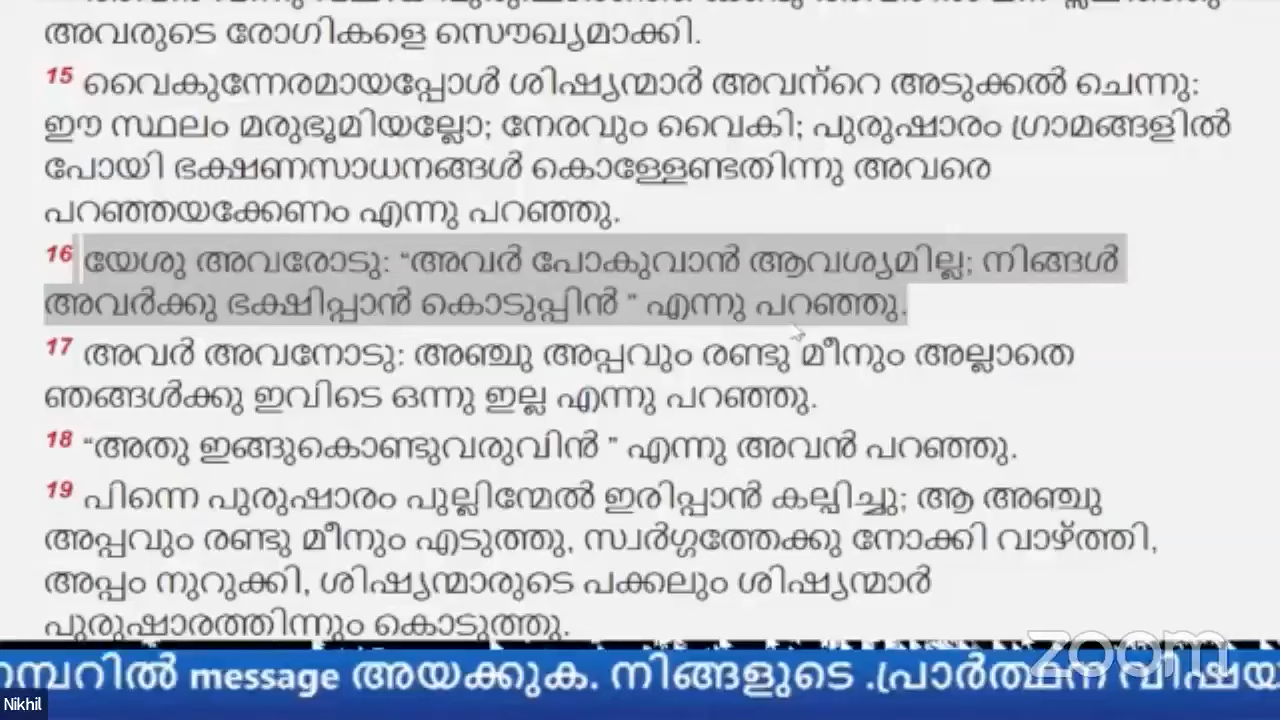 അവരുടെ രോഗികളെ സൌഖ്യമാക്കി.
15 വൈകുന്നേരമായപ്പോൾ ശിഷ്യന്മാർ അവന്റെ അടുക്കൽ ചെന്നു:
ഈ സ്ഥലം മരുഭൂമിയല്ലോ; നേരവും വൈകി; പുരുഷാരം ഗ്രാമങ്ങളിൽ
പോയി ഭക്ഷണസാധനങ്ങൾ കൊള്ളേണ്ടതിന്നു അവരെ
പറഞ്ഞയക്കേണം എന്നു പറഞ്ഞു.
16 യേശു അവരോടു: “അവർ പോകുവാൻ ആവശ്യമില്ല; നിങ്ങൾ
അവർക്കു ഭക്ഷിപ്പാൻ കൊടുപ്പിൻ ” എന്നു പറഞ്ഞു.
17 അവർ അവനോടു: അഞ്ചു അപ്പവും രണ്ടു മീനും അല്ലാതെ
ഞങ്ങൾക്കു ഇവിടെ ഒന്നു ഇല്ല എന്നു പറഞ്ഞു.
18 “അതു ഇങ്ങുകൊണ്ടുവരുവിൻ ” എന്നു അവൻ പറഞ്ഞു.
19 പിന്നെ പുരുഷാരം പുല്ലിന്മേൽ ഇരിപ്പാൻ കല്പിച്ചു; ആ അഞ്ചു
അപ്പവും രണ്ടു മീനും എടുത്തു, സ്വർഗ്ഗത്തേക്കു നോക്കി വാഴ്ത്തി,
അപ്പം നുറുക്കി, ശിഷ്യന്മാരുടെ പക്കലും ശിഷ്യന്മാർ
പുരുഷാരത്തിന്നും കൊടുത്തു.
zoom
message അയക്കുക. നിങ്ങളുടെ .പ്രാർത്ഥന
Nikhil